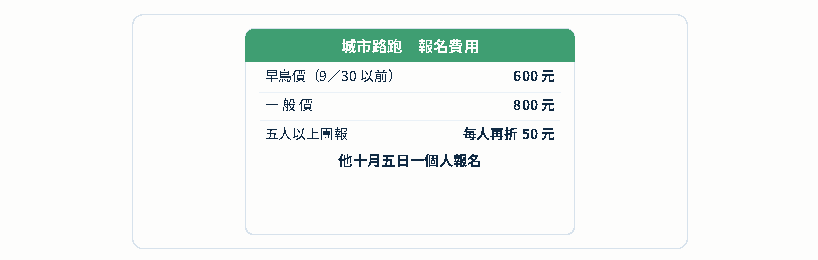 城市路跑　報名費用
早鳥價（9／30 以前） 600 元
一 般 價 800 元
五人以上團報 每人再折 50 元
他十月五日一個人報名